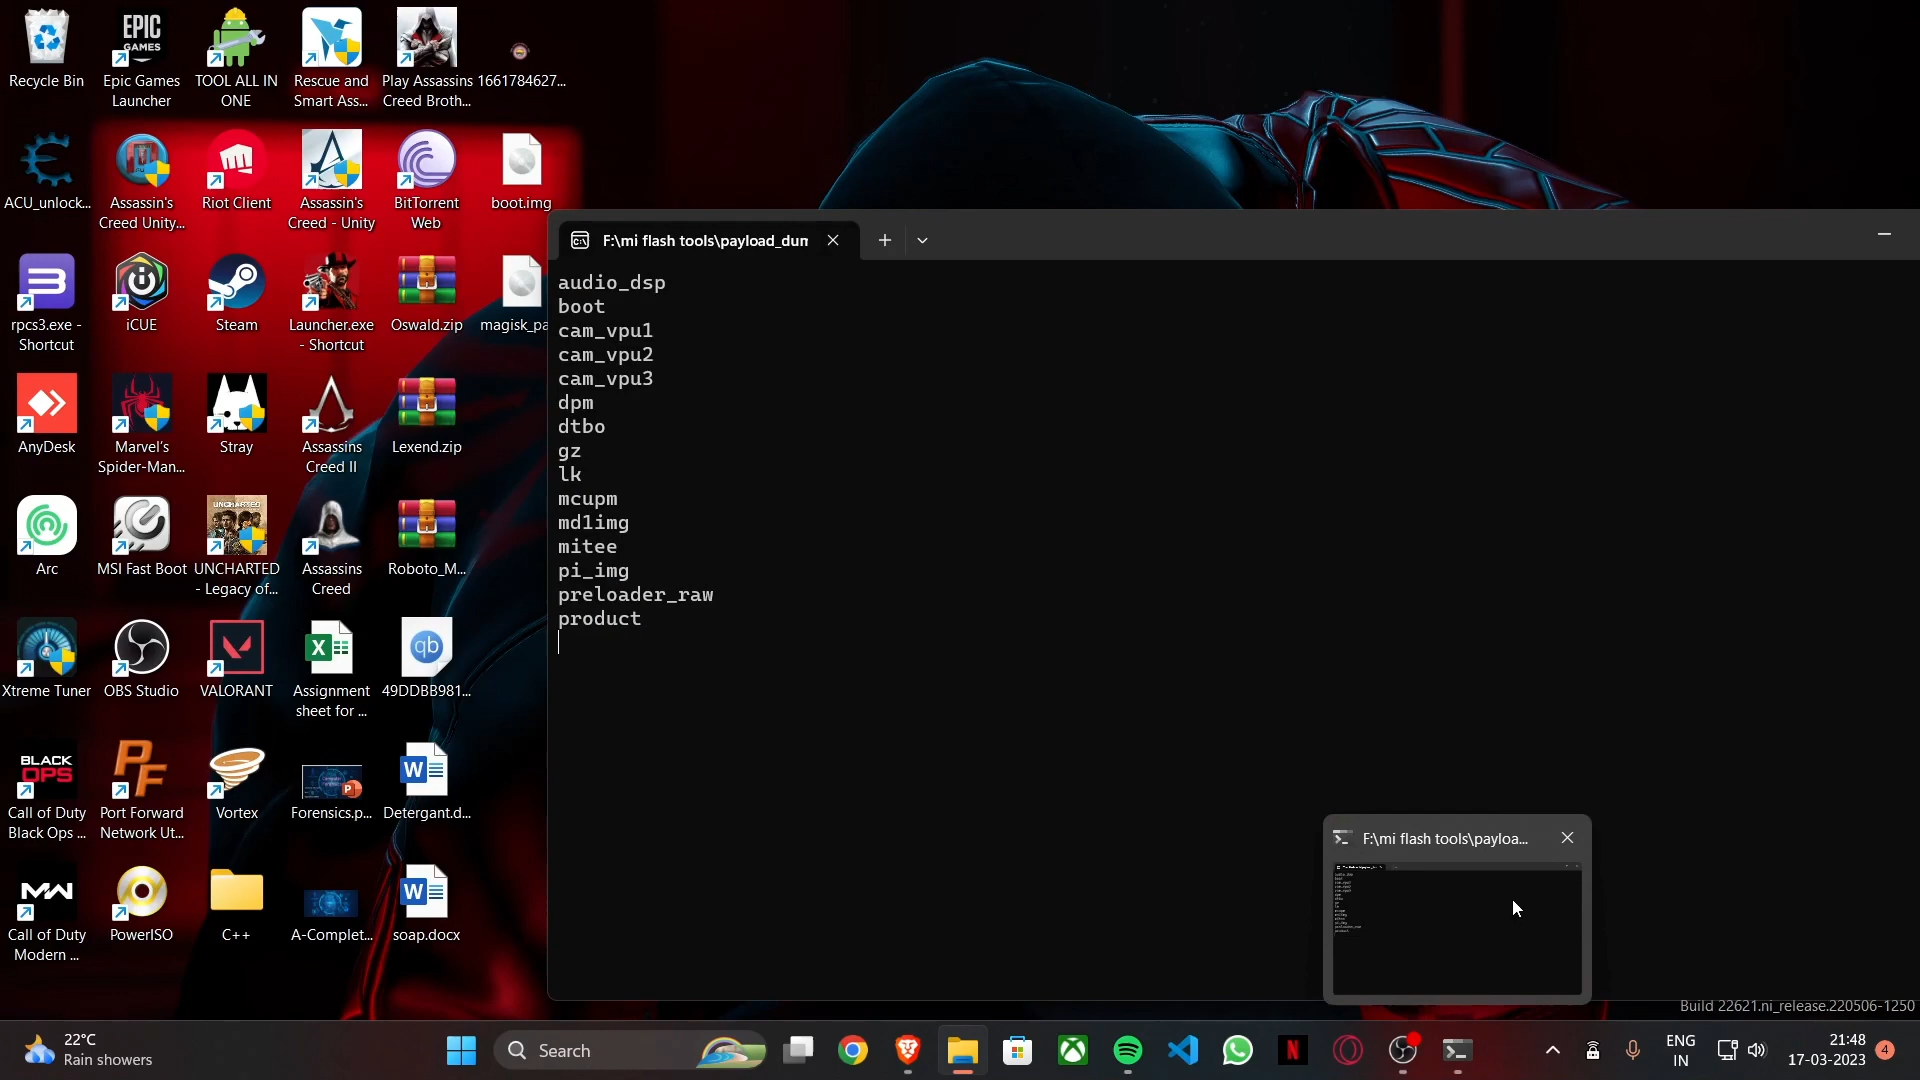 Recycle Bin
EPIC
GAMES
Epic Games
Launcher
TOOL ALL IN
ONE
Rescue and
Smart Ass...
Play Assassins
Creed Broth...
1661784627...
ACU_unlock...
Assassin's
Creed Unity...
Riot Client
Assassin's
Creed - Unity
BitTorrent
Web
boot.img
rpcs3.exe -
Shortcut
iCUE
Steam
Launcher.exe
- Shortcut
Oswald.zip
magisk_pa
AnyDesk
Marvel's
Spider-Man...
Stray
Assassins
Creed II
Lexend.zip
Arc
MSI Fast Boot
UNCHARTED
UNCHARTED
- Legacy of...
Assassins
Creed
Roboto_M...
Xtreme Tuner
OBS Studio
VALORANT
Assignment
sheet for ...
qb
49DDBB981...
BLACK
OPS
Call of Duty
Black Ops ...
PF
Port Forward
Network Ut...
Vortex
Forensics.p...
Detergant.d...
Call of Duty
Modern ...
PowerISO
C++
A-Complet...
soap.docx
F:\mi flash tools\payload_dum
audio_dsp
boot
cam_vpu1
cam_vpu2
cam_vpu3
dpm
dtbo
gz
lk
mcupm
md1img
mitee
pi_img
preloader_raw
product
F:\mi flash tools\payloa...
Build 22621.ni_release.220506-1250
22°C
Rain showers
Search
ENG
IN
21:48
17-03-2023
4